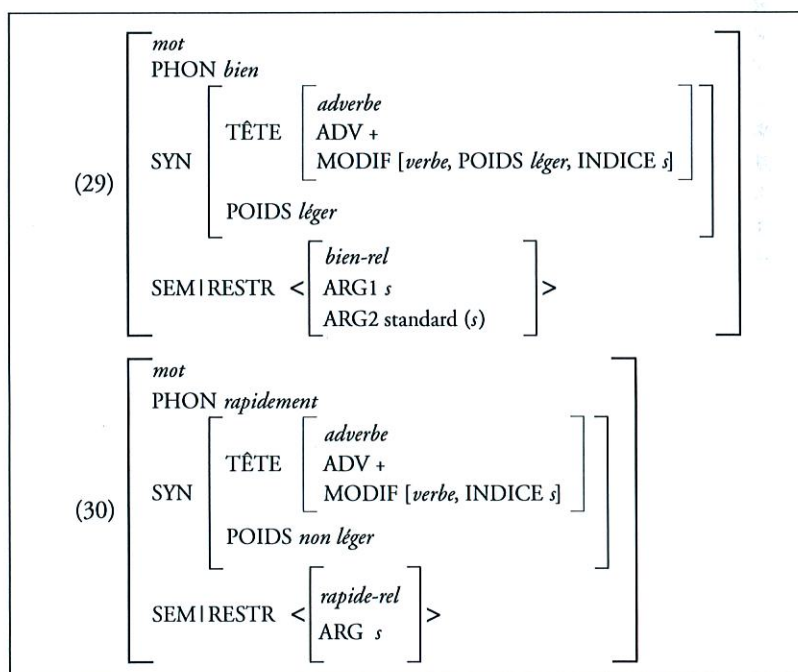 mot
PHON bien
adverbe
TÊTE ADV +
SYN MODIF [verbe, POIDS léger, INDICE s]
(29)
POIDS léger
bien-rel
SEM|RESTR < ARG1 s >
ARG2 standard (s)
mot
PHON rapidement
adverbe
TÊTE ADV +
SYN MODIF [verbe, INDICE s]
(30)
POIDS non léger
rapide-rel
SEM|RESTR < ARG s >